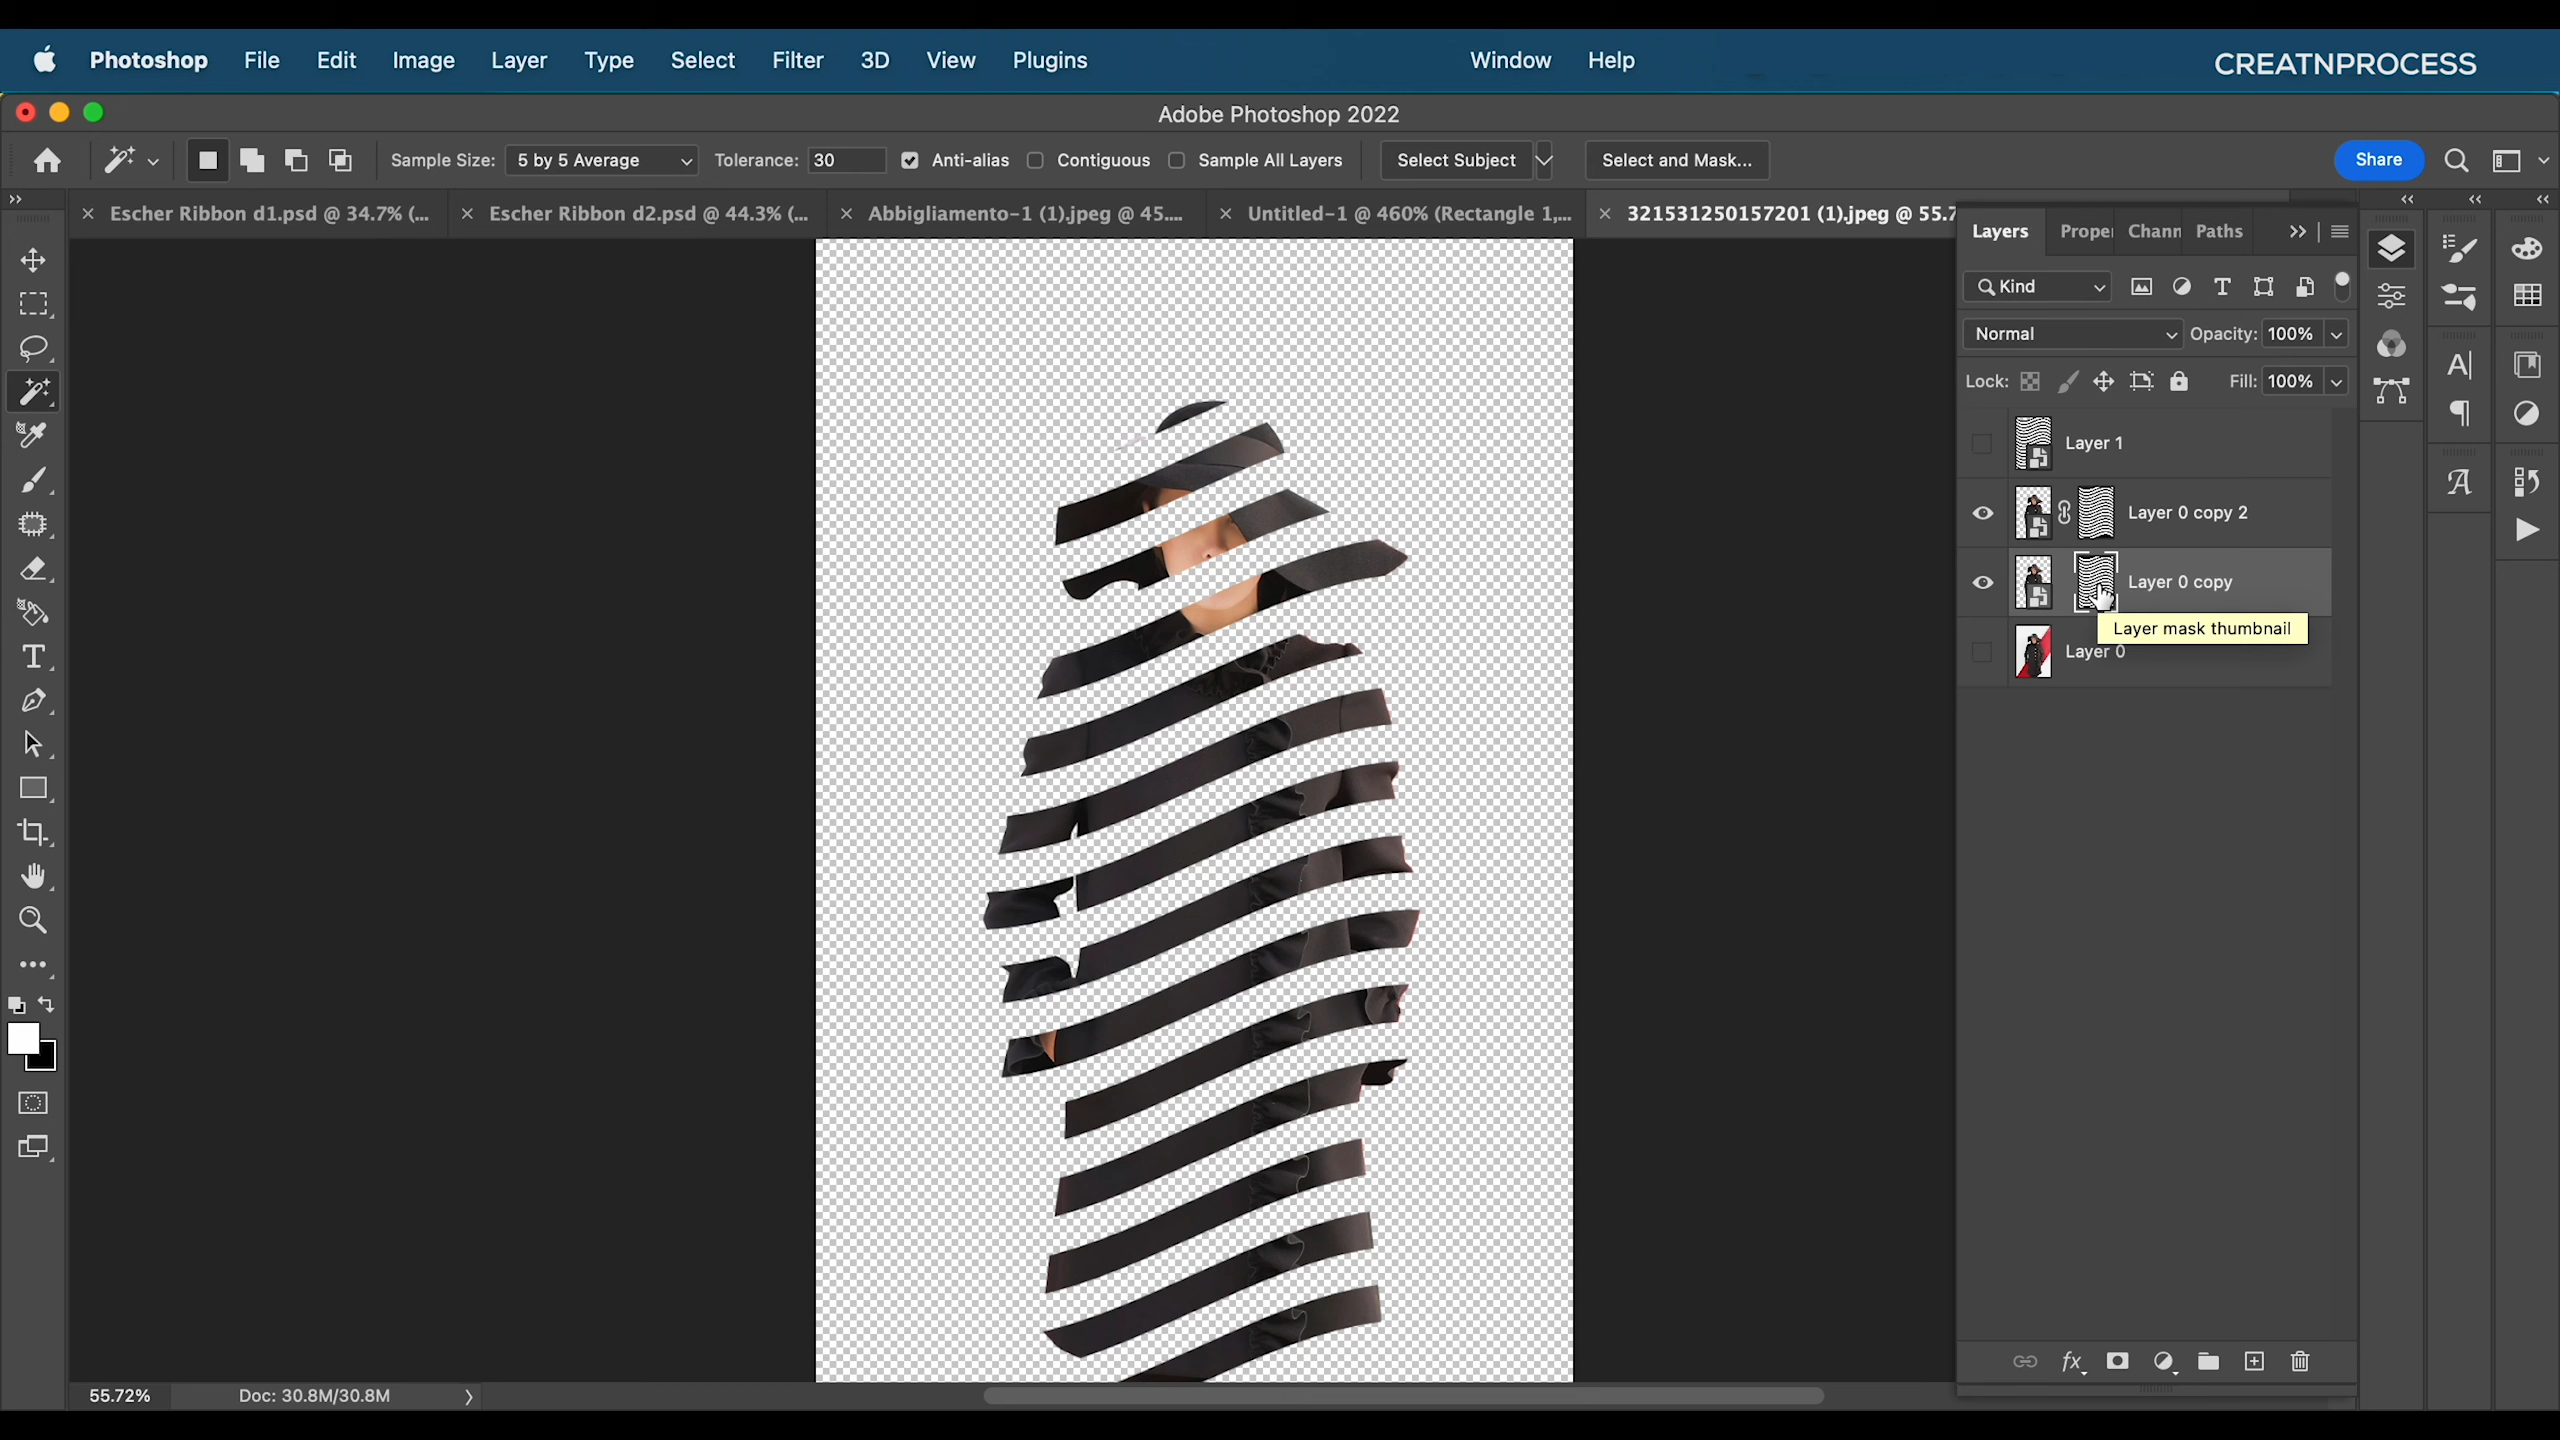 Photoshop File Edit Image Layer Type Select Filter 3D View Plugins Window Help CREATNPROCESS
Adobe Photoshop 2022
Sample Size: 5 by 5 Average Tolerance: 30 Anti-alias Contiguous Sample All Layers Select Subject Select and Mask... Share
Escher Ribbon d1.psd @ 34.7% (... Escher Ribbon d2.psd @ 44.3% (... Abbigliamento-1 (1).jpeg @ 45.... Untitled-1 @ 460% (Rectangle 1,... 321531250157201 (1).jpeg @ 55.7
Layers Proper Chann Paths
Kind
Normal Opacity: 100%
Lock: Fill: 100%
Layer 1
Layer 0 copy 2
Layer 0 copy
Layer mask thumbnail
Layer 0
fx
55.72% Doc: 30.8M/30.8M